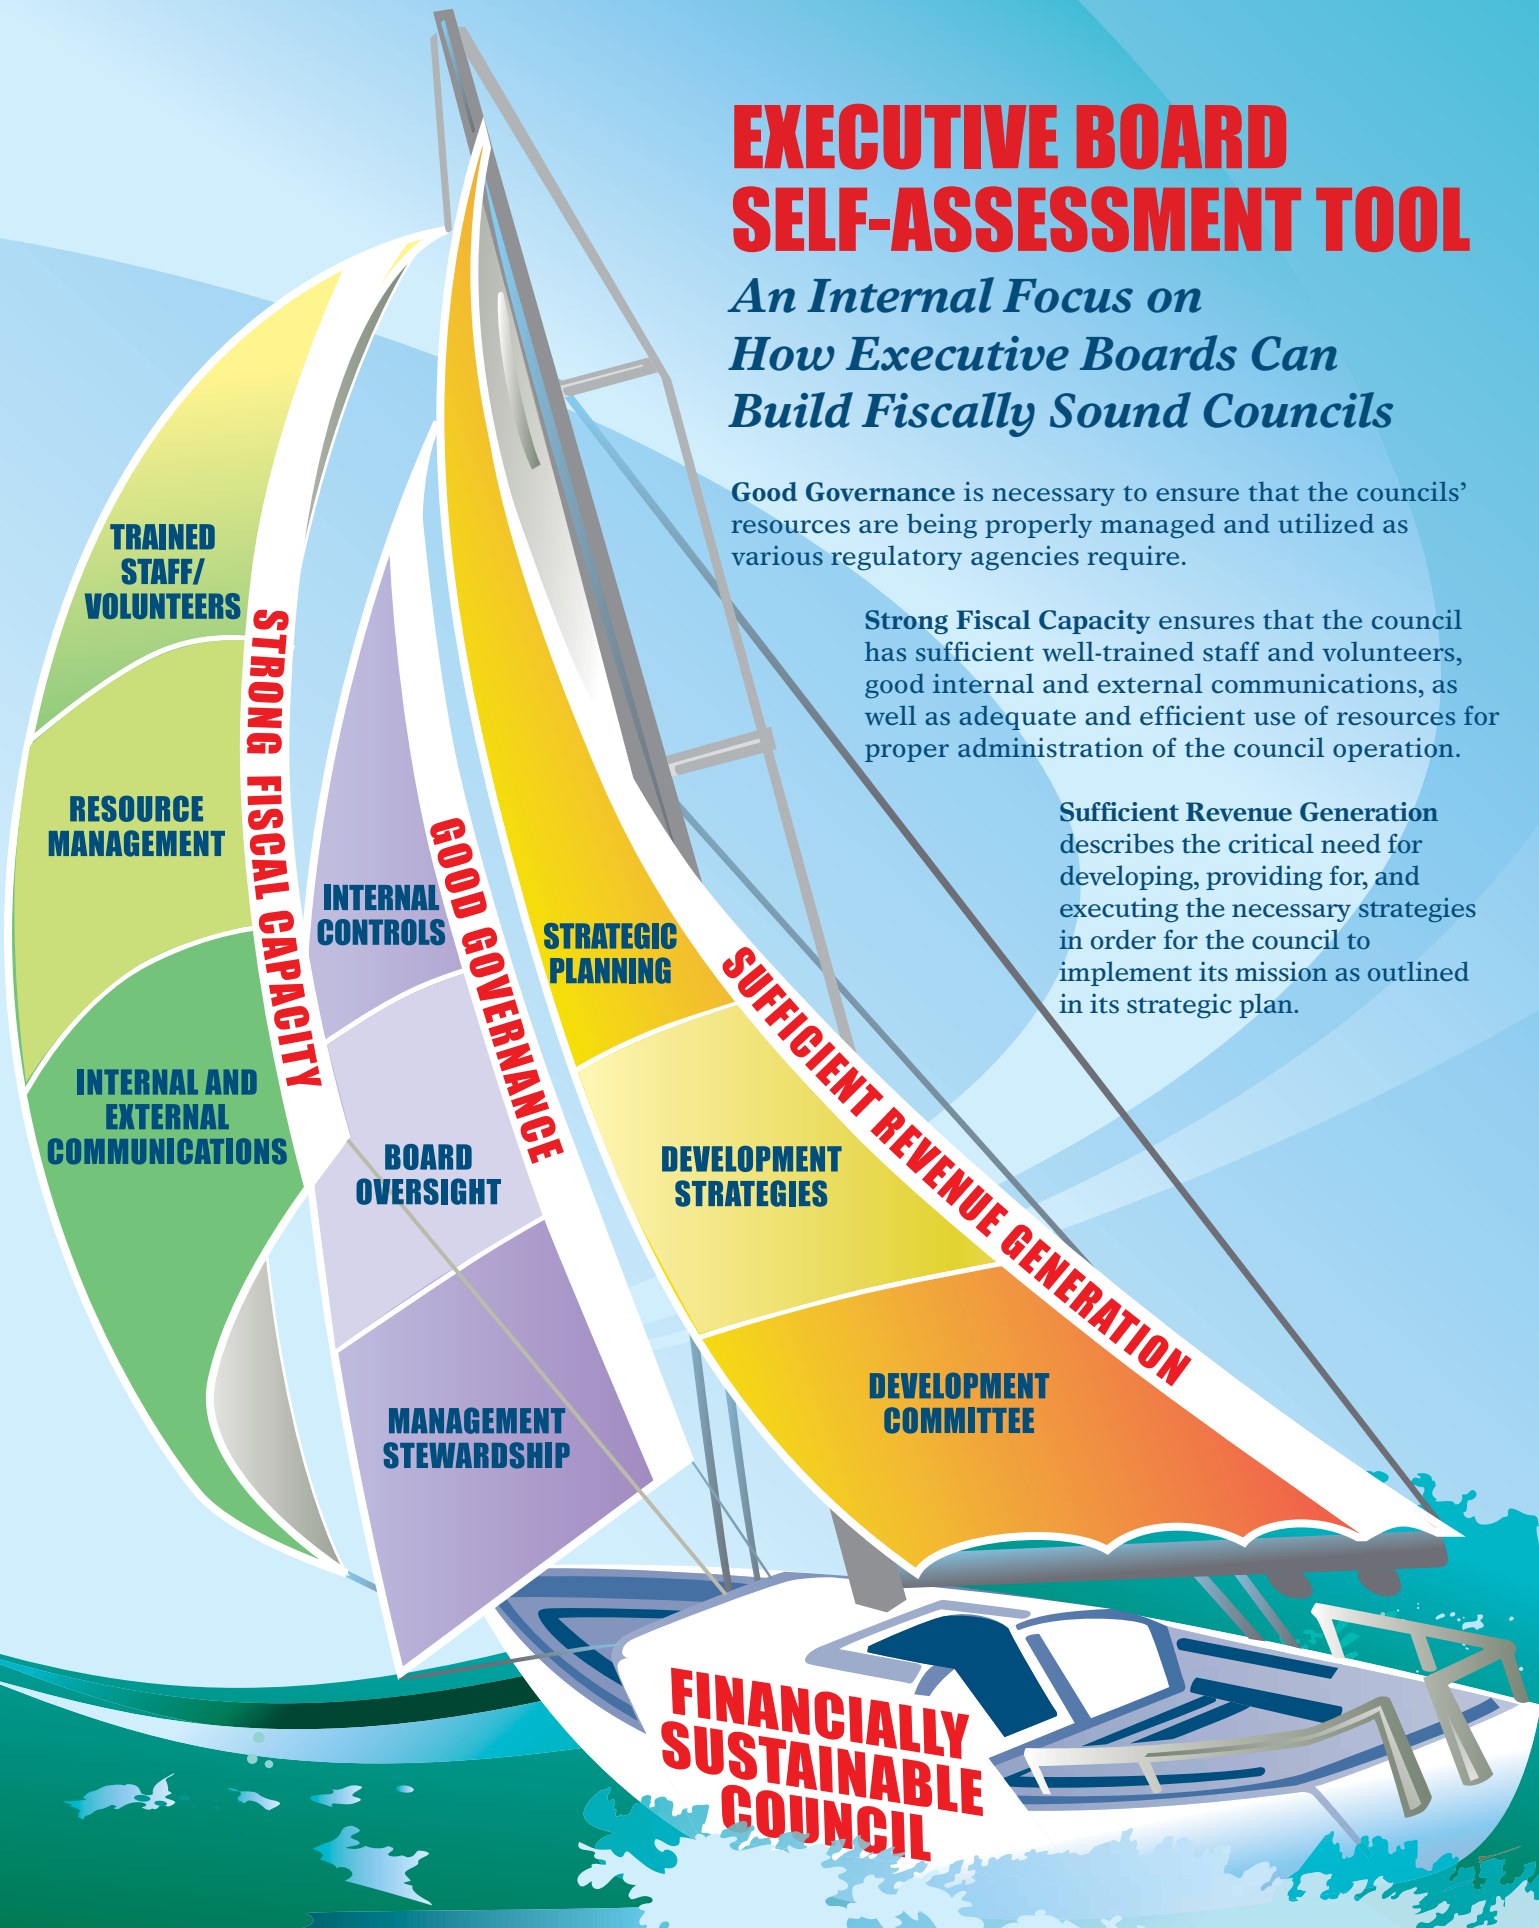 EXECUTIVE BOARD
SELF-ASSESSMENT TOOL
An Internal Focus on
How Executive Boards Can
Build Fiscally Sound Councils
Good Governance is necessary to ensure that the councils’
resources are being properly managed and utilized as
various regulatory agencies require.
Strong Fiscal Capacity ensures that the council
has sufficient well-trained staff and volunteers,
good internal and external communications, as
well as adequate and efficient use of resources for
proper administration of the council operation.
Sufficient Revenue Generation
describes the critical need for
developing, providing for, and
executing the necessary strategies
in order for the council to
implement its mission as outlined
in its strategic plan.
TRAINED
STAFF/
VOLUNTEERS
RESOURCE
MANAGEMENT
INTERNAL AND
EXTERNAL
COMMUNICATIONS
STRONG FISCAL CAPACITY
INTERNAL
CONTROLS
BOARD
OVERSIGHT
MANAGEMENT
STEWARDSHIP
GOOD GOVERNANCE
STRATEGIC
PLANNING
DEVELOPMENT
STRATEGIES
DEVELOPMENT
COMMITTEE
SUFFICIENT REVENUE GENERATION
FINANCIALLY
SUSTAINABLE
COUNCIL